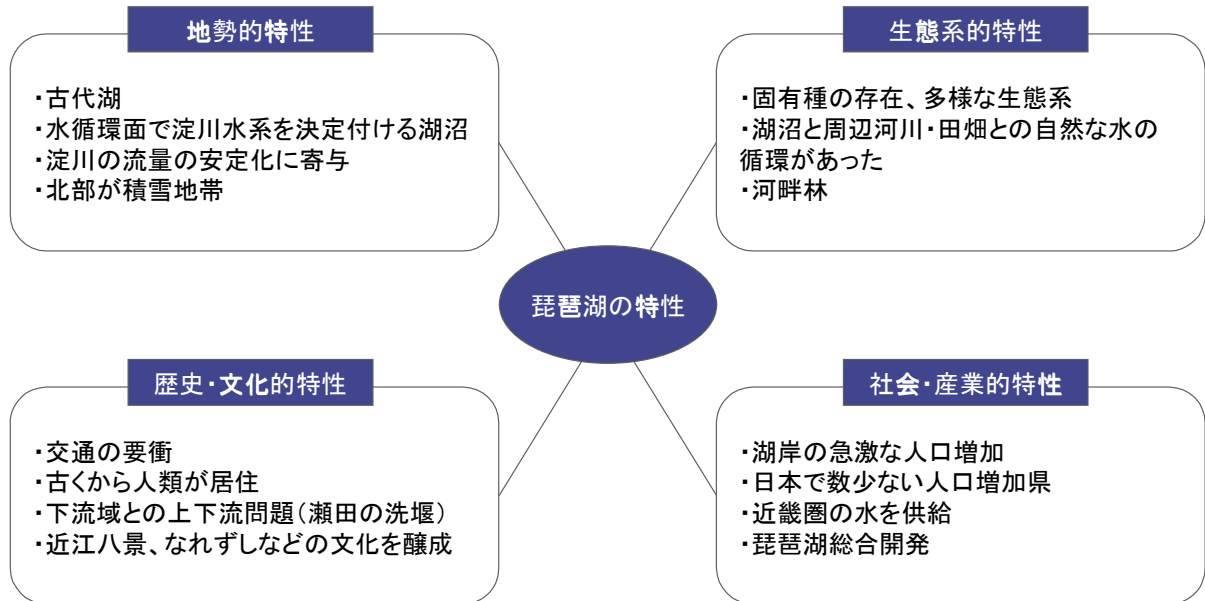 地勢的特性
・古代湖
・水循環面で淀川水系を決定付ける湖沼
・淀川の流量の安定化に寄与
・北部が積雪地帯
生態系的特性
・固有種の存在、多様な生態系
・湖沼と周辺河川・田畑との自然な水の
循環があった
・河畔林
琵琶湖の特性
歴史・文化的特性
・交通の要衝
・古くから人類が居住
・下流域との上下流問題（瀬田の洗堰）
・近江八景、なれずしなどの文化を醸成
社会・産業的特性
・湖岸の急激な人口増加
・日本で数少ない人口増加県
・近畿圏の水を供給
・琵琶湖総合開発